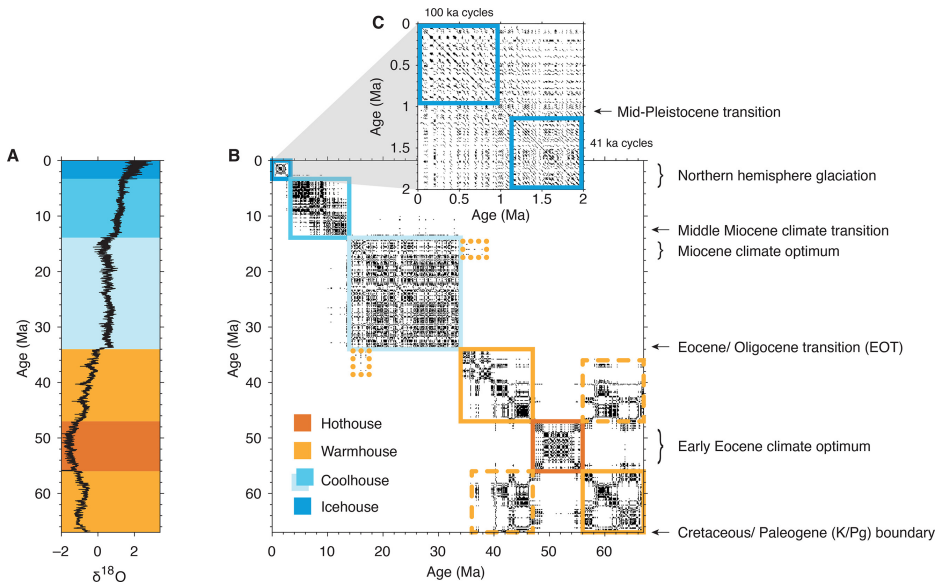 C
100 ka cycles
0
0.5
1
1.5
2
Age (Ma)
0
0.5
1
1.5
2
Age (Ma)
41 ka cycles
Mid-Pleistocene transition
A
0
10
20
30
40
50
60
Age (Ma)
−2
0
2
δ18O
B
0
10
20
30
40
50
60
Age (Ma)
0
10
20
30
40
50
60
Age (Ma)
Hothouse
Warmhouse
Coolhouse
Icehouse
Northern hemisphere glaciation
Middle Miocene climate transition
Miocene climate optimum
Eocene/ Oligocene transition (EOT)
Early Eocene climate optimum
Cretaceous/ Paleogene (K/Pg) boundary